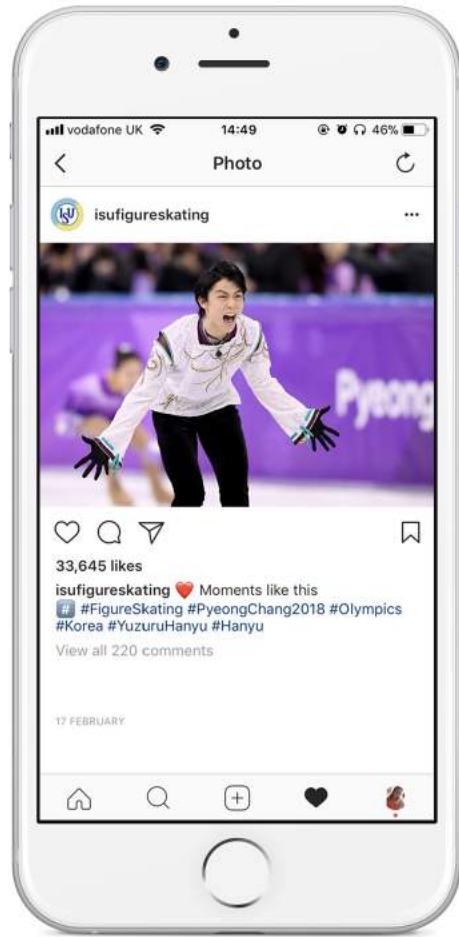 vodafone UK 14:49 46%
Photo
ISU isufigureskating
Pyeong
33,645 likes
isufigureskating ❤️ Moments like this
#️⃣ #FigureSkating #PyeongChang2018 #Olympics
#Korea #YuzuruHanyu #Hanyu
View all 220 comments
17 FEBRUARY